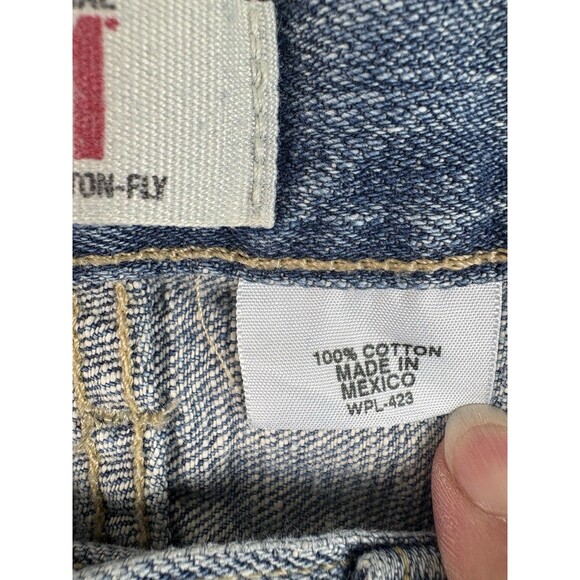 TON-FLY
100% COTTON
MADE IN
MEXICO
WPL-423